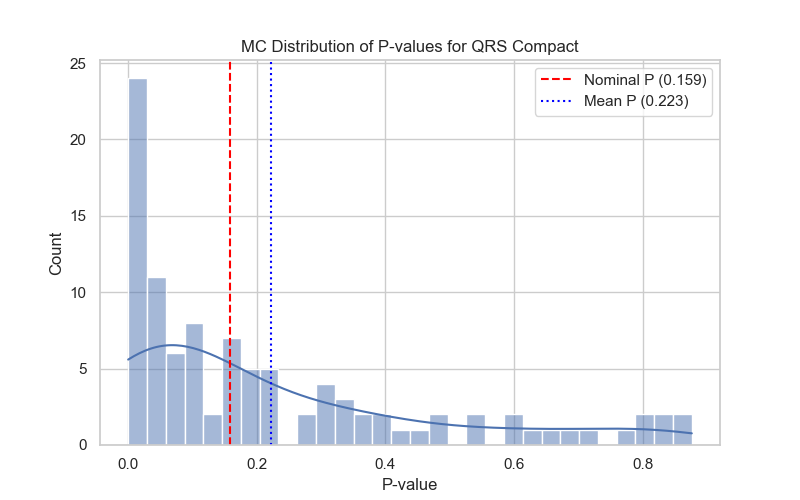 MC Distribution of P-values for QRS Compact
Nominal P (0.159)
Mean P (0.223)
25
20
15
10
5
0
Count
0.0 0.2 0.4 0.6 0.8
P-value